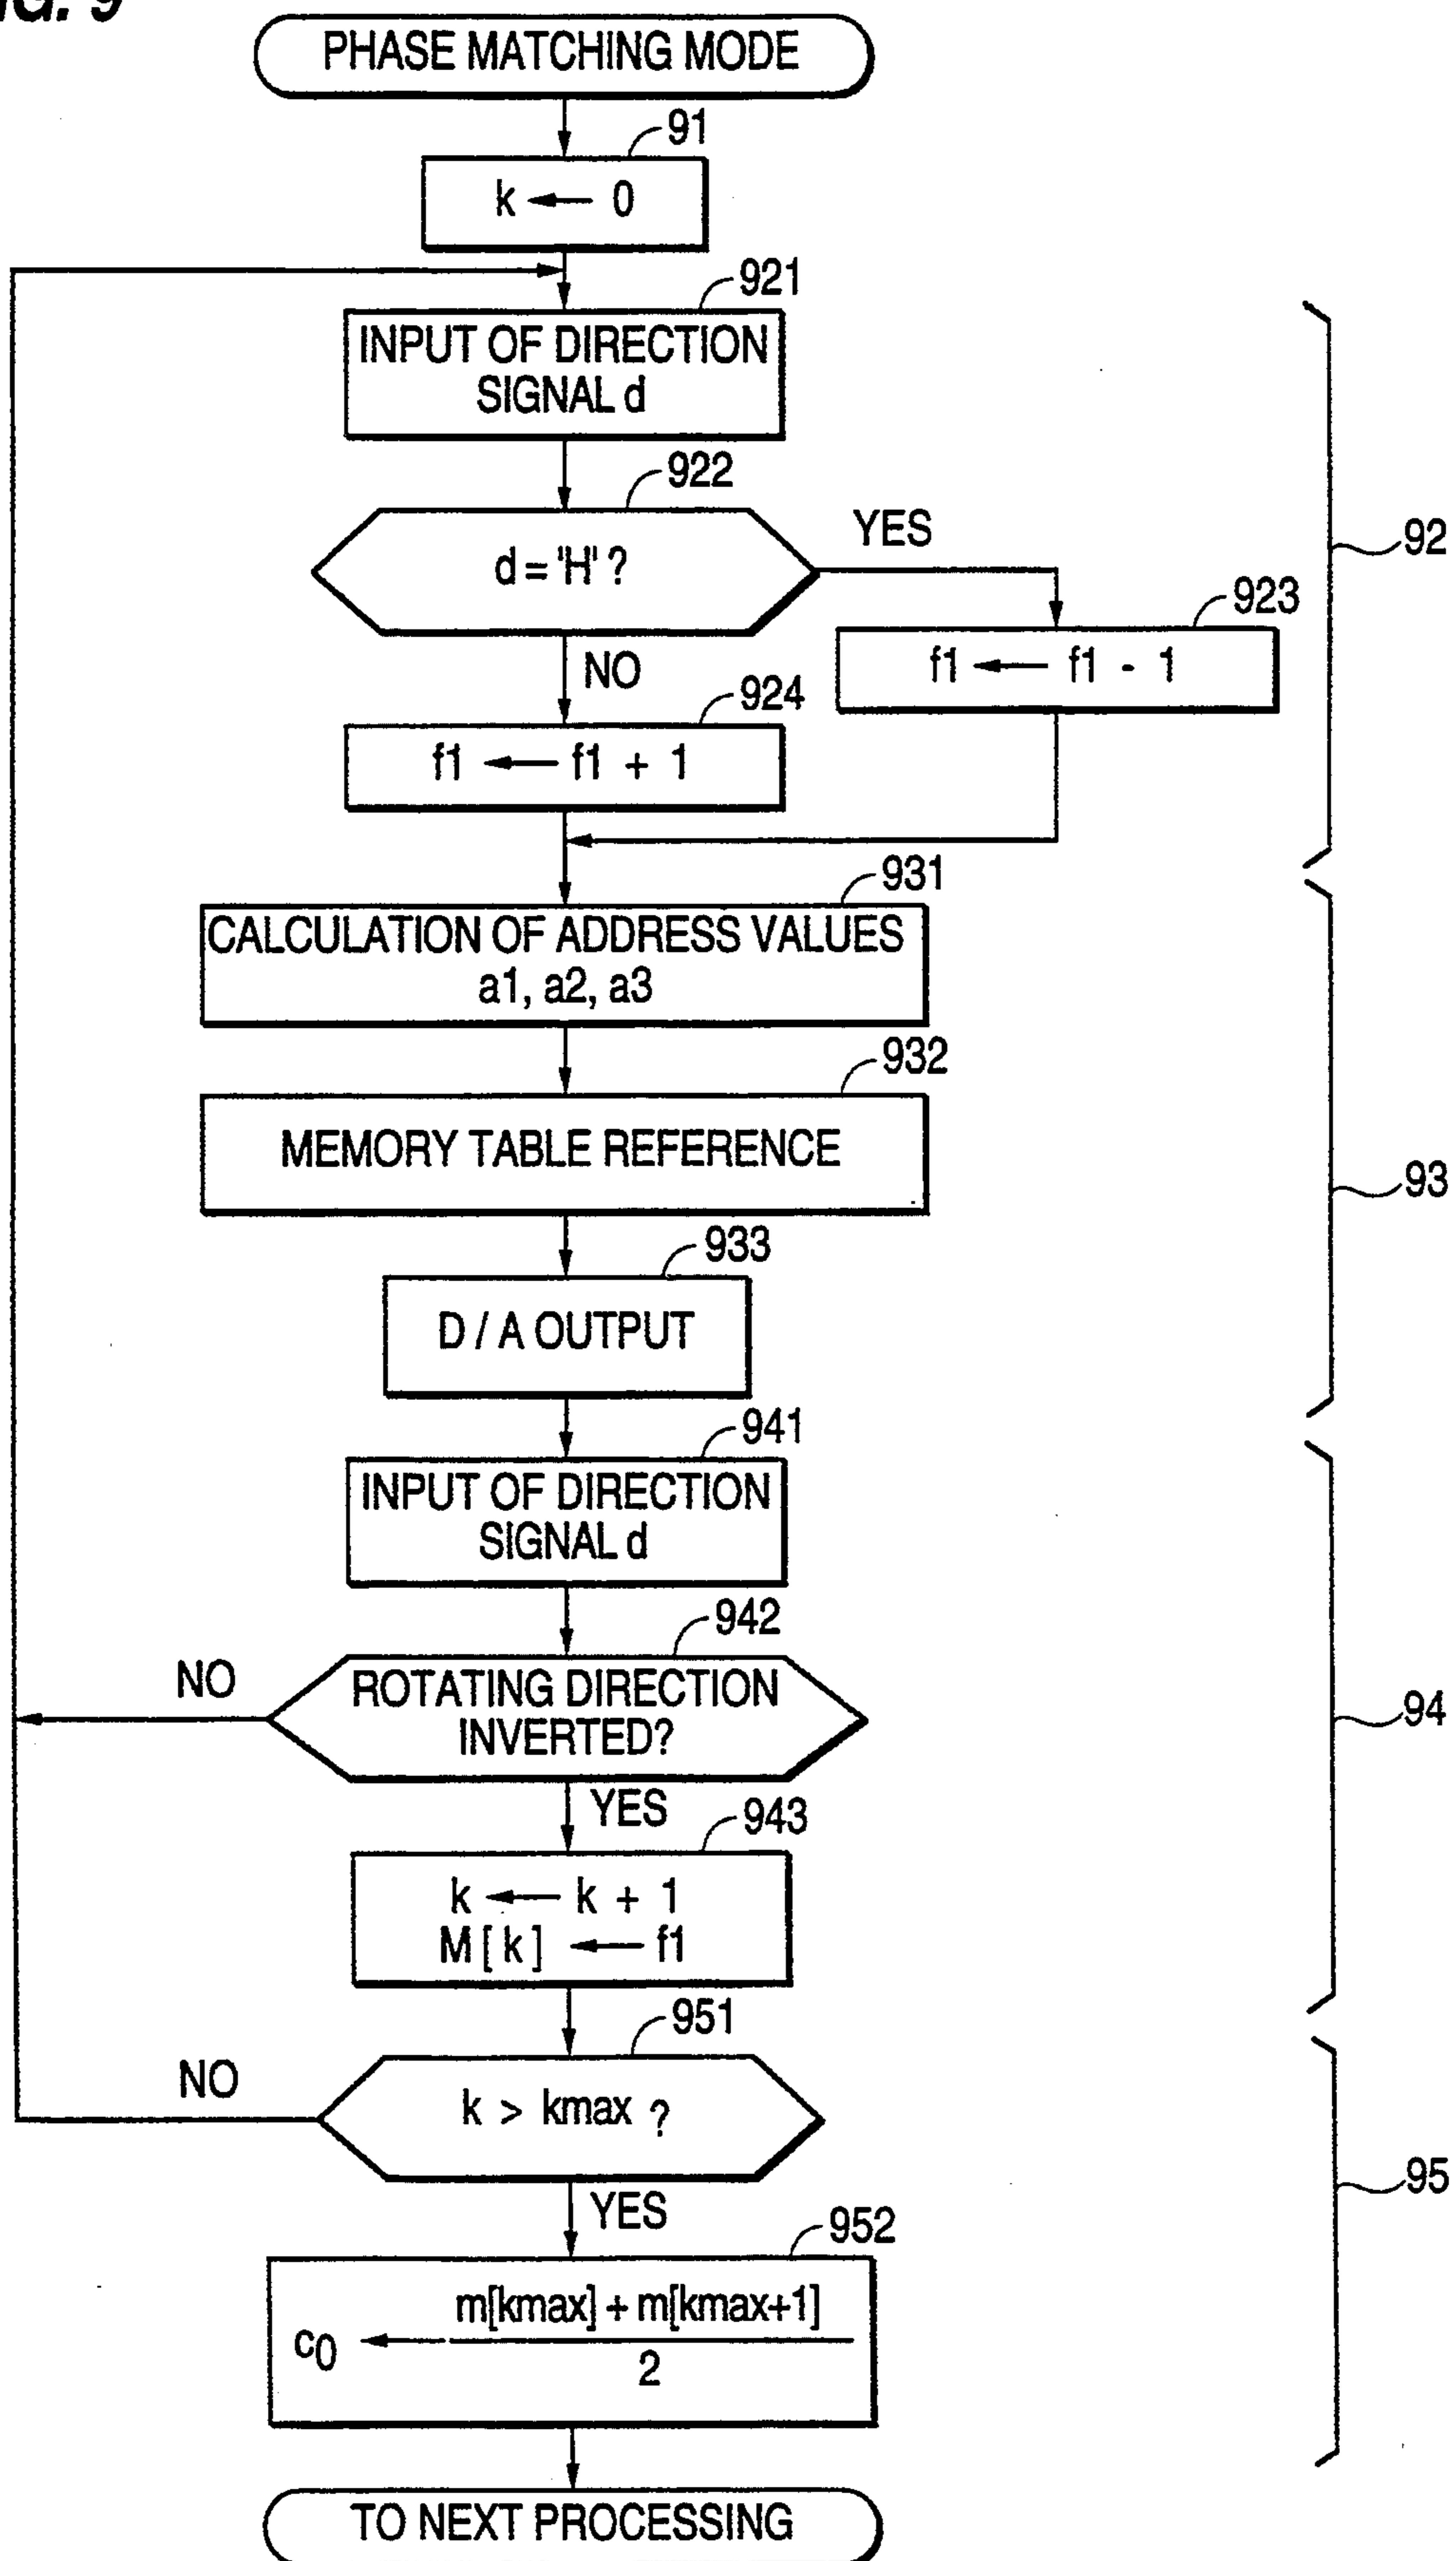 IG. 9
PHASE MATCHING MODE
91
k ← 0
921
INPUT OF DIRECTION
SIGNAL d
922
d = 'H' ?
YES
92
923
f1 ← f1 - 1
NO
924
f1 ← f1 + 1
931
CALCULATION OF ADDRESS VALUES
a1, a2, a3
932
MEMORY TABLE REFERENCE
93
933
D / A OUTPUT
941
INPUT OF DIRECTION
SIGNAL d
942
NO
ROTATING DIRECTION
INVERTED?
94
YES
943
k ← k + 1
M [ k ] ← f1
951
NO
k > kmax ?
95
YES
952
m[kmax] + m[kmax+1]
c0 ←
2
TO NEXT PROCESSING